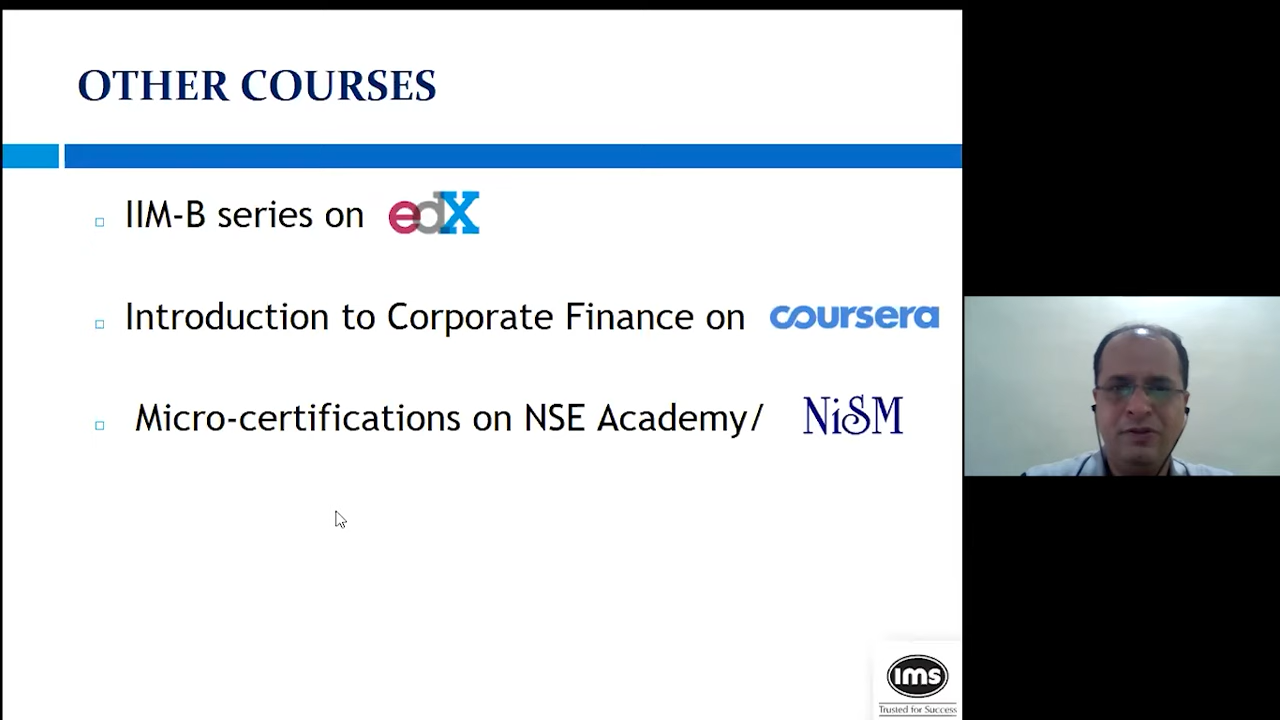 OTHER COURSES
IIM-B series on edX
Introduction to Corporate Finance on coursera
Micro-certifications on NSE Academy/ NiSM
ims
Trusted for Success